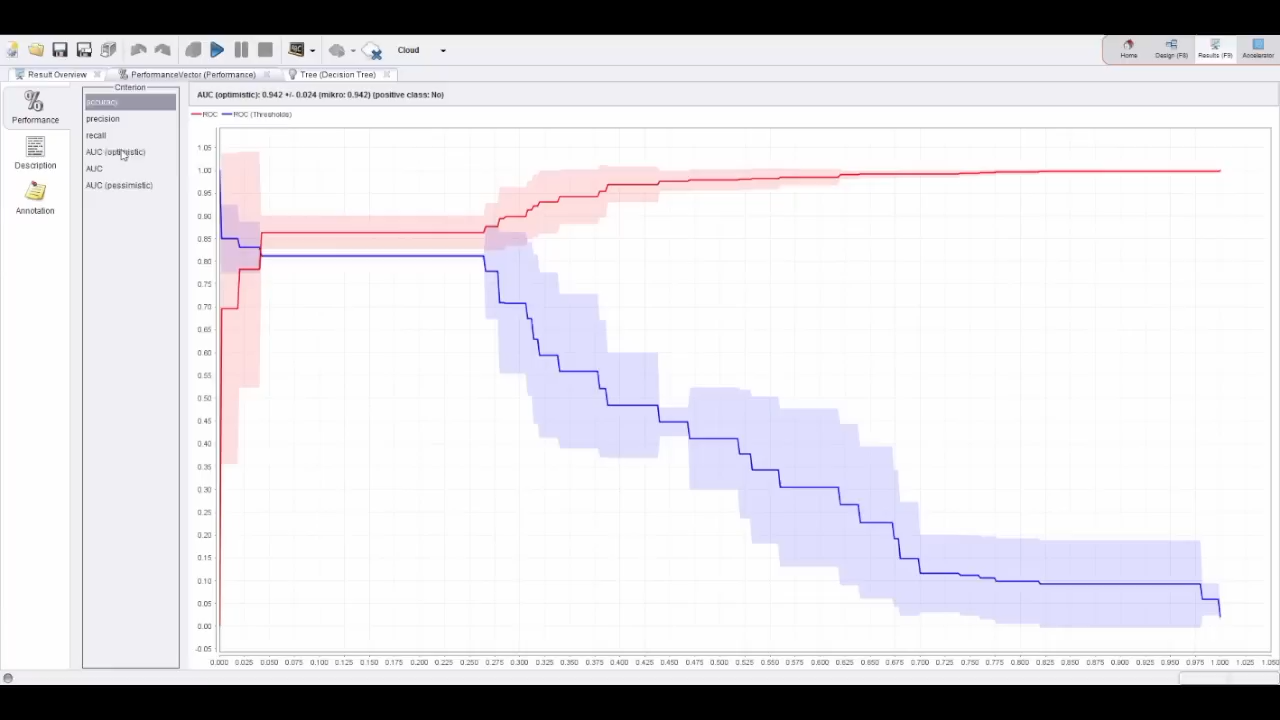 Cloud
Home
Design (F8)
Results (F9)
Accelerator
Result Overview
PerformanceVector (Performance)
Tree (Decision Tree)
%
Performance
Description
Annotation
Criterion
accuracy
precision
recall
AUC (optimistic)
AUC
AUC (pessimistic)
AUC (optimistic): 0.942 +/- 0.024 (mikro: 0.942) (positive class: No)
ROC ROC (Thresholds)
1.05
1.00
0.95
0.90
0.85
0.80
0.75
0.70
0.65
0.60
0.55
0.50
0.45
0.40
0.35
0.30
0.25
0.20
0.15
0.10
0.05
0.00
-0.05
0.000 0.025 0.050 0.075 0.100 0.125 0.150 0.175 0.200 0.225 0.250 0.275 0.300 0.325 0.350 0.375 0.400 0.425 0.450 0.475 0.500 0.525 0.550 0.575 0.600 0.625 0.650 0.675 0.700 0.725 0.750 0.775 0.800 0.825 0.850 0.875 0.900 0.925 0.950 0.975 1.000 1.025 1.050